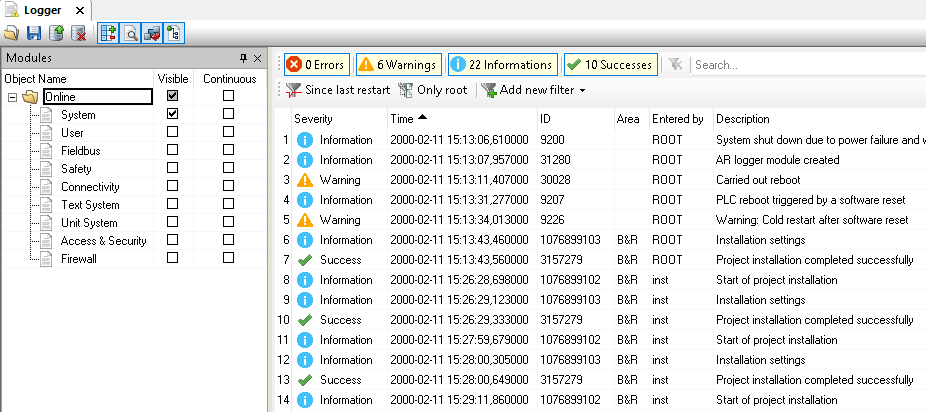 Logger
Modules
Object Name Visible Continuous
Online
System
User
Fieldbus
Safety
Connectivity
Text System
Unit System
Access & Security
Firewall
0 Errors 6 Warnings 22 Informations 10 Successes Search...
Since last restart Only root Add new filter
Severity Time ID Area Entered by Description
1 Information 2000-02-11 15:13:06,610000 9200 ROOT System shut down due to power failure and
2 Information 2000-02-11 15:13:07,957000 31280 ROOT AR logger module created
3 Warning 2000-02-11 15:13:11,407000 30028 ROOT Carried out reboot
4 Information 2000-02-11 15:13:31,277000 9207 ROOT PLC reboot triggered by a software reset
5 Warning 2000-02-11 15:13:34,013000 9226 ROOT Warning: Cold restart after software reset
6 Information 2000-02-11 15:13:43,460000 1076899103 B&R ROOT Installation settings
7 Success 2000-02-11 15:13:43,560000 3157279 B&R ROOT Project installation completed successfully
8 Information 2000-02-11 15:26:28,698000 1076899102 B&R inst Start of project installation
9 Information 2000-02-11 15:26:29,123000 1076899103 B&R inst Installation settings
10 Success 2000-02-11 15:26:29,333000 3157279 B&R inst Project installation completed successfully
11 Information 2000-02-11 15:27:59,679000 1076899102 B&R inst Start of project installation
12 Information 2000-02-11 15:28:00,305000 1076899103 B&R inst Installation settings
13 Success 2000-02-11 15:28:00,649000 3157279 B&R inst Project installation completed successfully
14 Information 2000-02-11 15:29:11,860000 1076899102 B&R inst Start of project installation